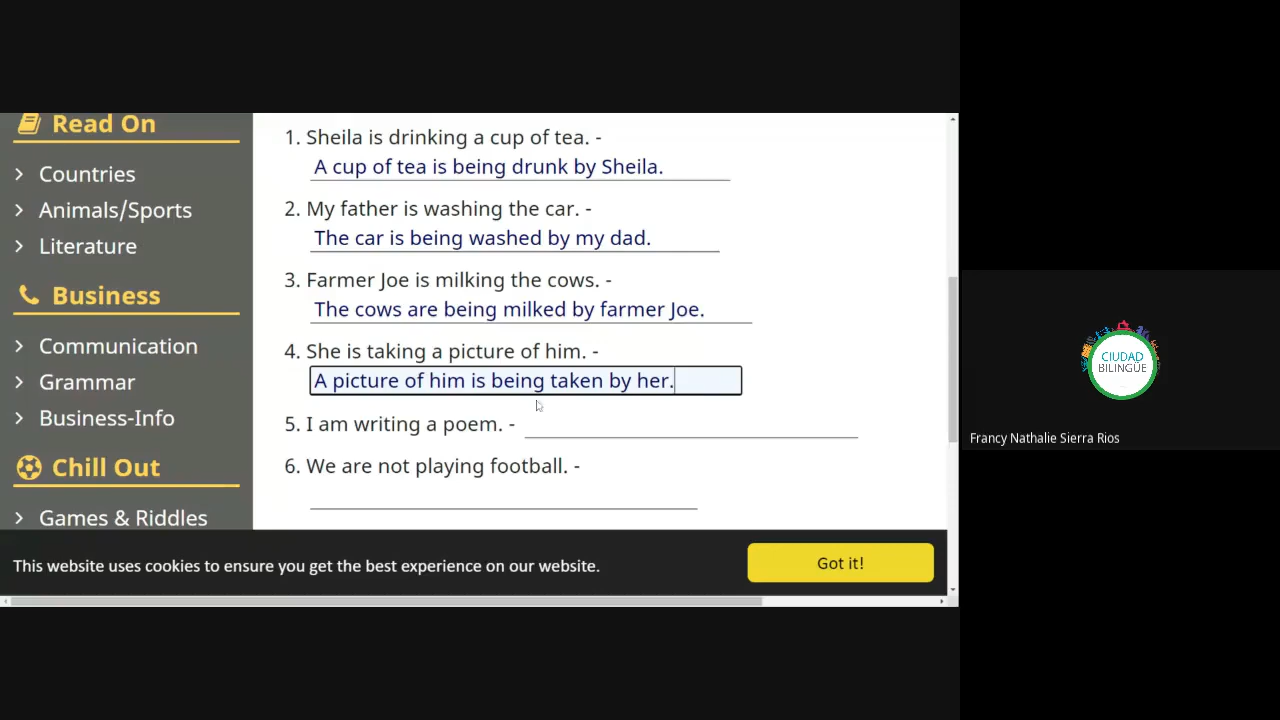 Read On
Countries
Animals/Sports
Literature
Business
Communication
Grammar
Business-Info
Chill Out
Games & Riddles
1. Sheila is drinking a cup of tea. -
A cup of tea is being drunk by Sheila.
2. My father is washing the car. -
The car is being washed by my dad.
3. Farmer Joe is milking the cows. -
The cows are being milked by farmer Joe.
4. She is taking a picture of him. -
A picture of him is being taken by her.
5. I am writing a poem. -
6. We are not playing football. -
This website uses cookies to ensure you get the best experience on our website.
Got it!
CIUDAD
BILINGÜE
Francy Nathalie Sierra Rios